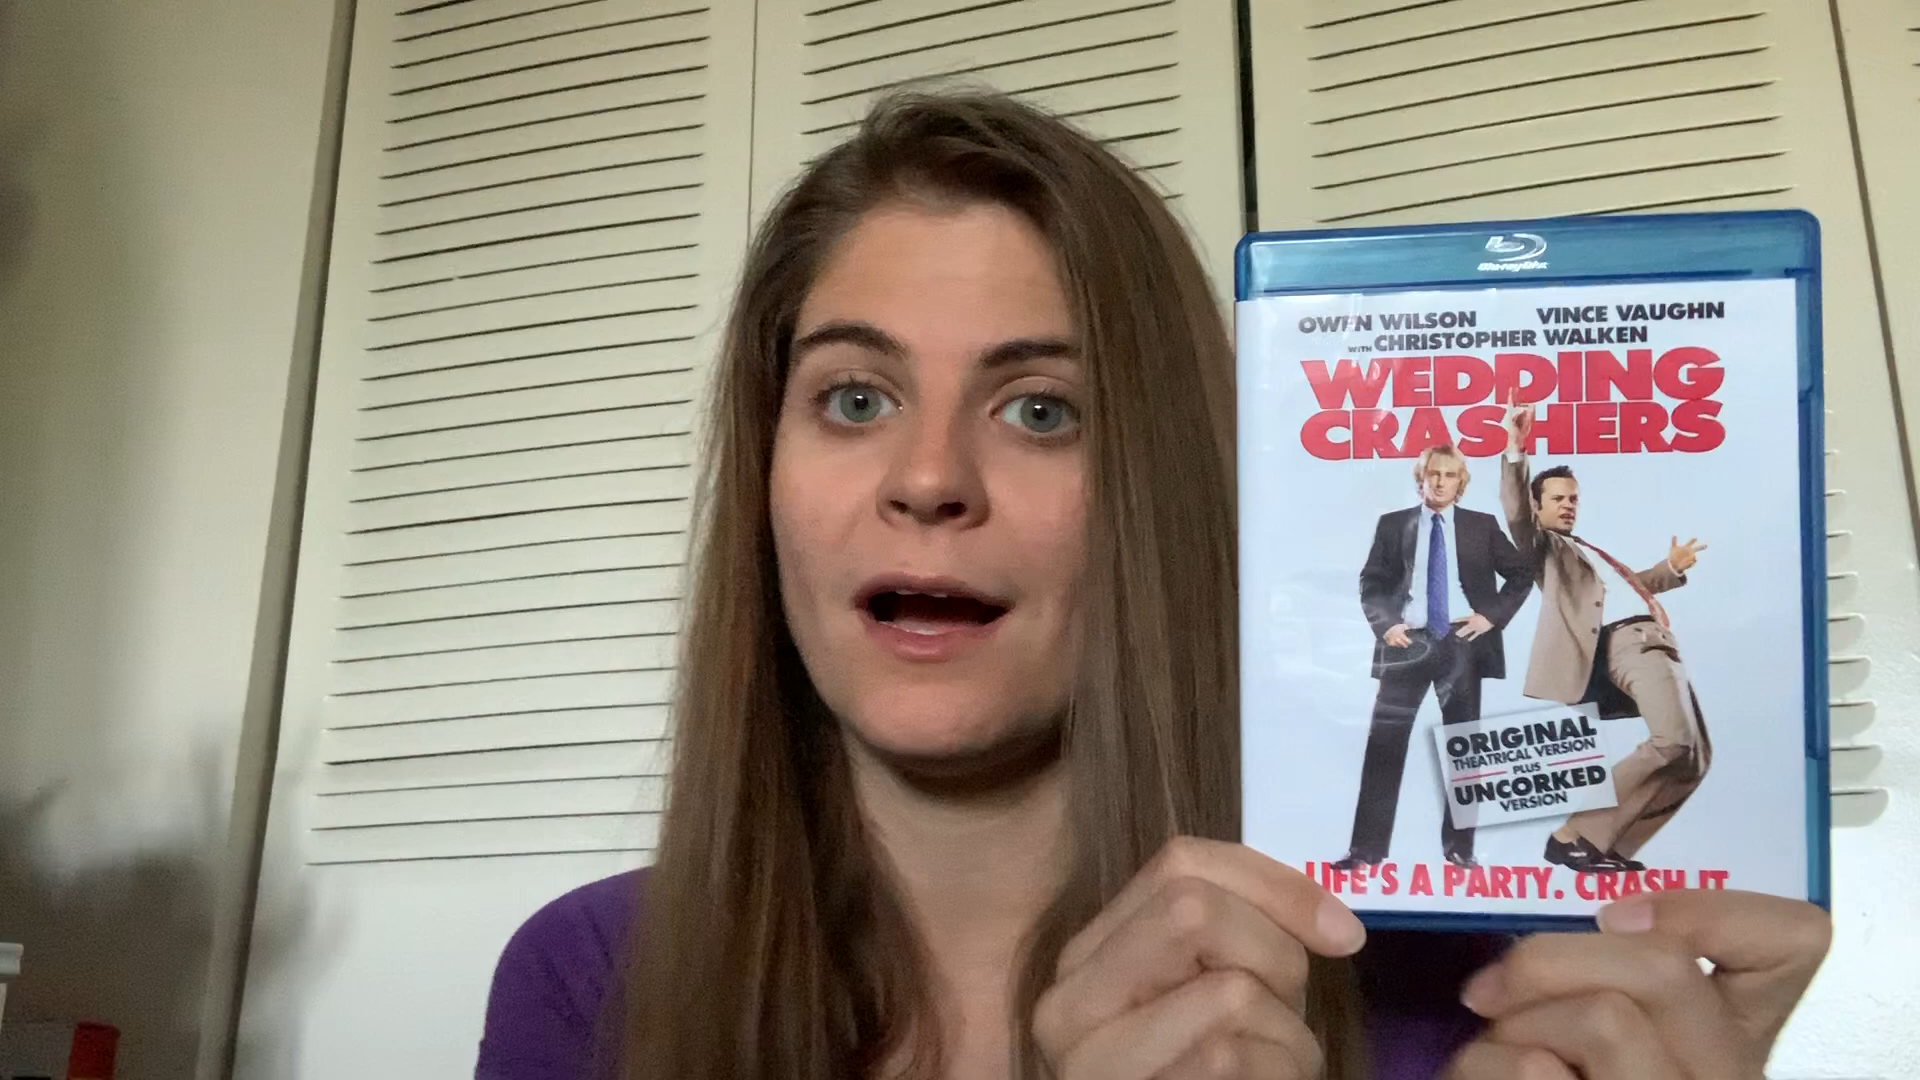 Blu-ray Disc
OWEN WILSON VINCE VAUGHN
WITH CHRISTOPHER WALKEN
WEDDING
CRASHERS
ORIGINAL
THEATRICAL VERSION
PLUS
UNCORKED
VERSION
LIFE'S A PARTY. CRASH IT